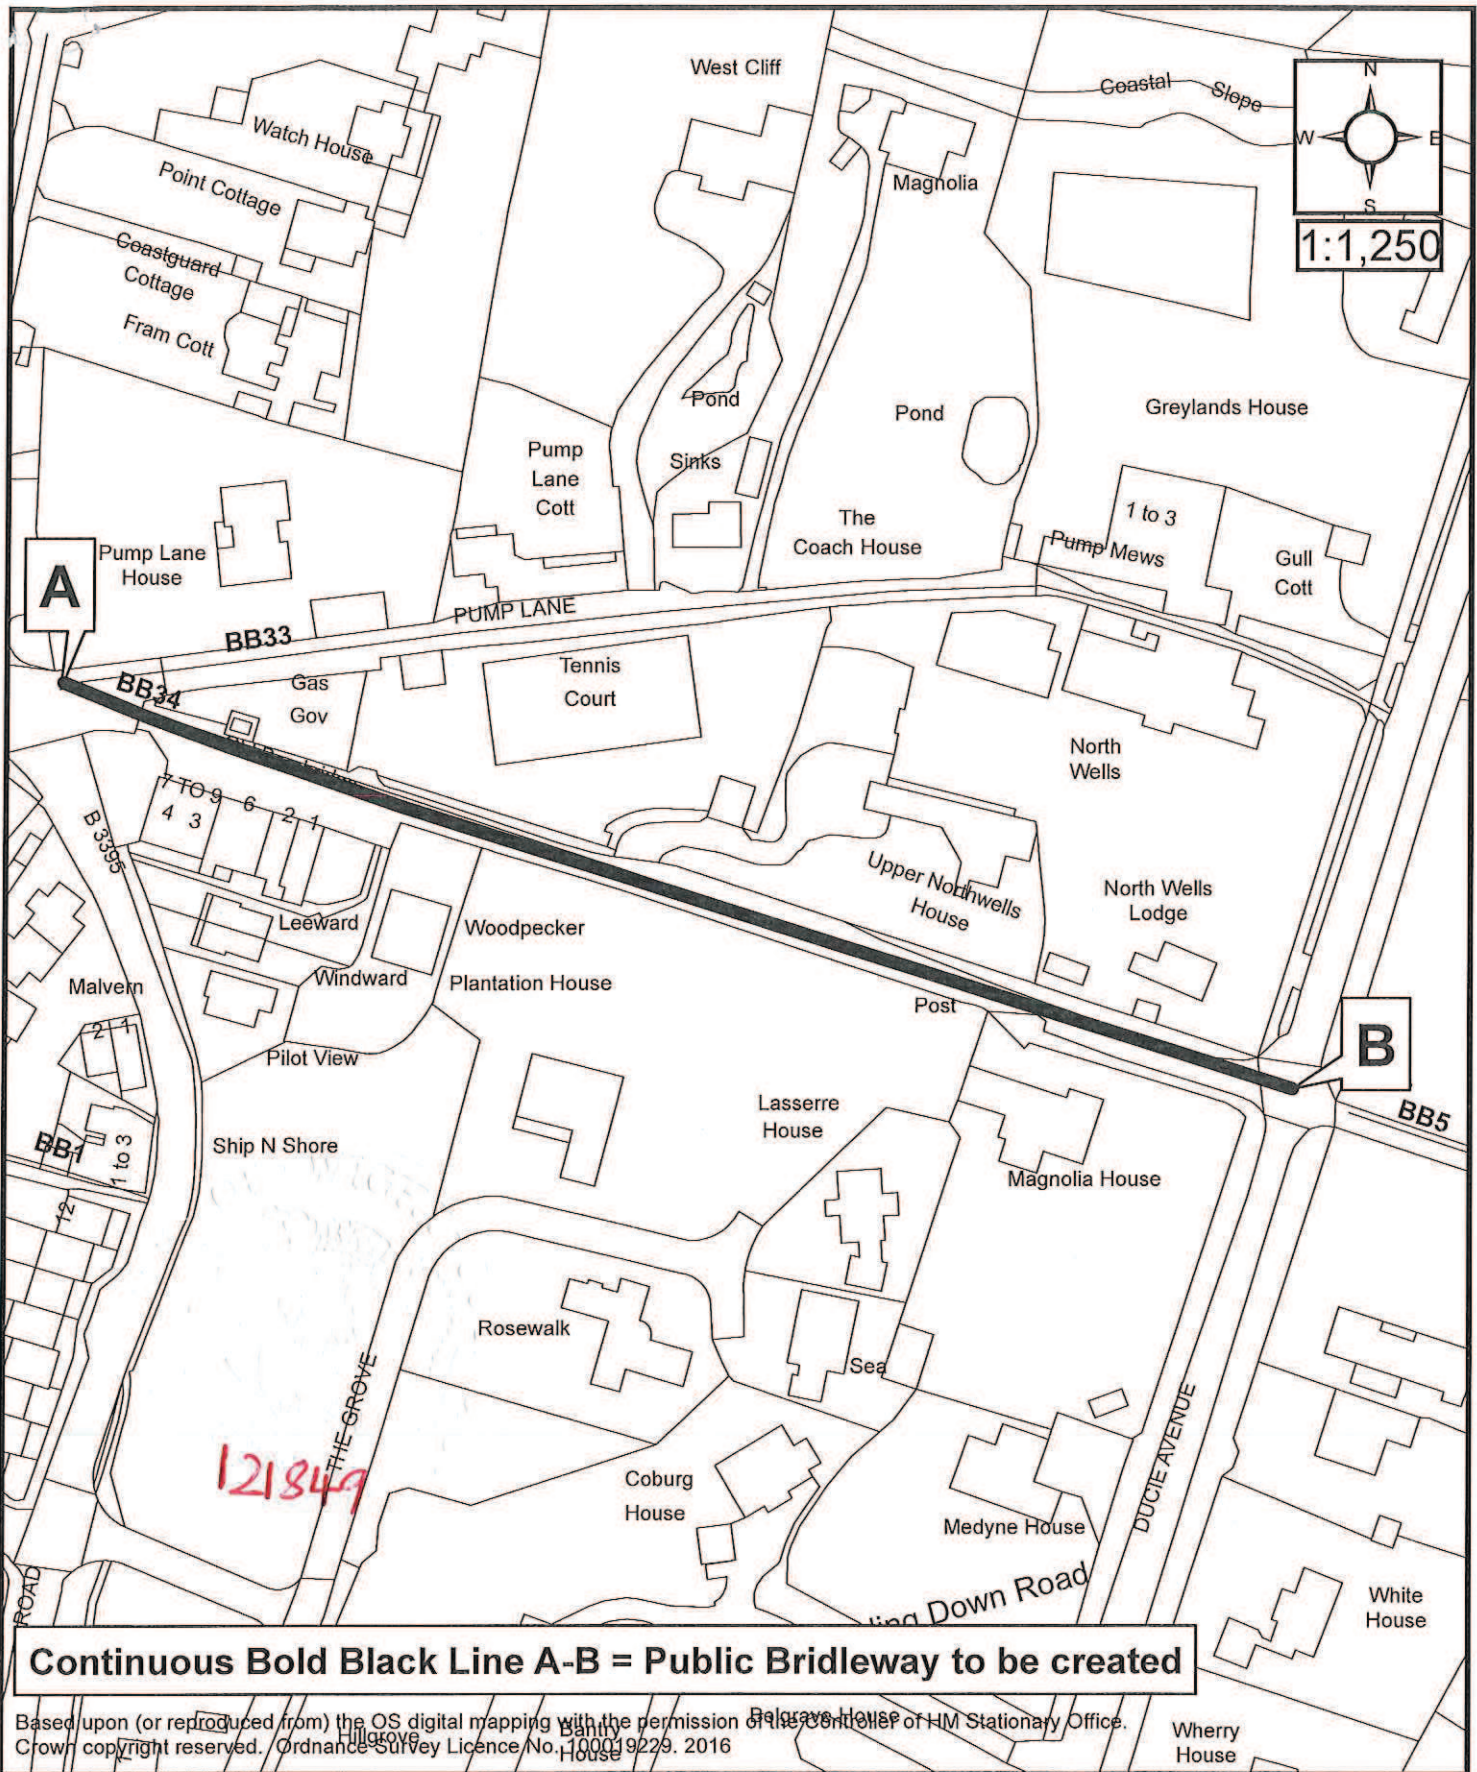 West Cliff
Coastal Slope
N
W
E
S
1:1,250
Watch House
Point Cottage
Magnolia
Coastguard
Cottage
Fram Cott
Pond
Pond
Greylands House
Pump
Lane
Cott
Sinks
1 to 3
The
Coach House
Pump Mews
Gull
Cott
Pump Lane
House
A
PUMP LANE
BB33
BB34
Gas
Gov
Tennis
Court
North
Wells
7 TO 9
6
2
1
4
3
B 3395
Upper Northwells
House
North Wells
Lodge
Leeward
Woodpecker
Windward
Plantation House
Malvern
Post
2
1
B
Pilot View
Lasserre
House
BB5
BB1
1 to 3
Ship N Shore
Magnolia House
12
Rosewalk
Sea
THE GROVE
DUCIE AVENUE
121849
Coburg
House
Medyne House
ling Down Road
ROAD
White
House
Continuous Bold Black Line A-B = Public Bridleway to be created
Based upon (or reproduced from) the OS digital mapping with the permission of the Controller of HM Stationary Office.
Crown copyright reserved. Ordnance Survey Licence No. 100019229. 2016
Hillgrove
Bantry
House
Belgrave House
Wherry
House
1